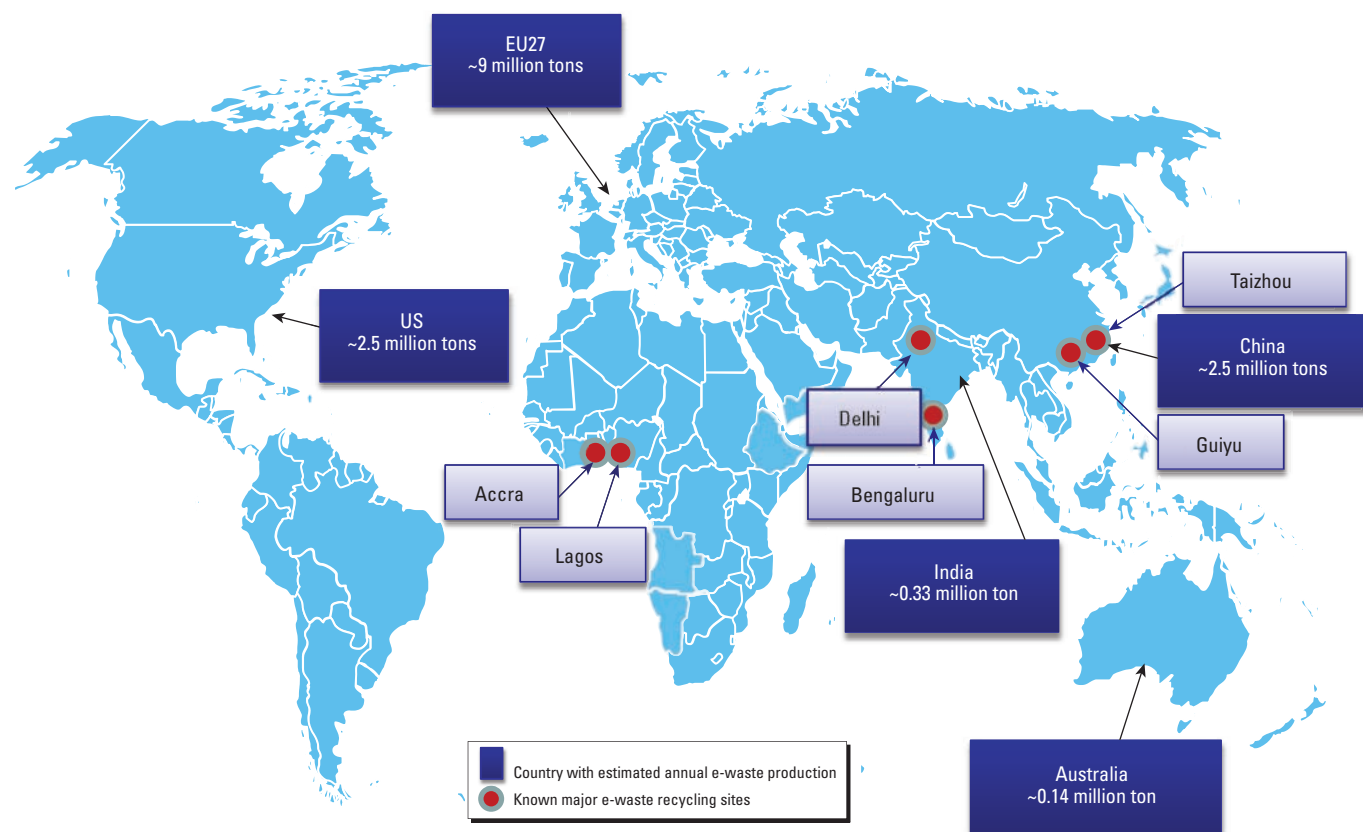 EU27
~9 million tons
US
~2.5 million tons
Taizhou
China
~2.5 million tons
Guiyu
Delhi
Bengaluru
Accra
Lagos
India
~0.33 million ton
Australia
~0.14 million ton
Country with estimated annual e-waste production
Known major e-waste recycling sites